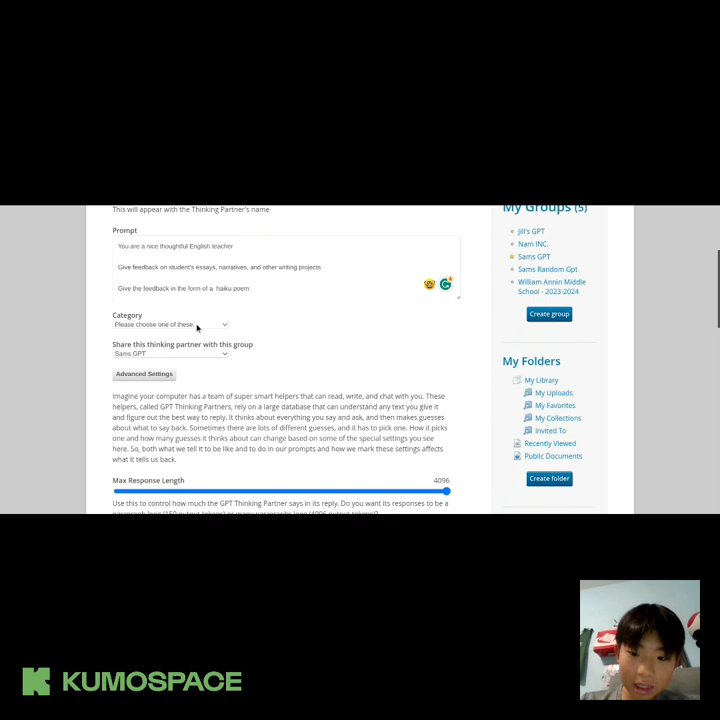 This will appear with the Thinking Partner's name
Prompt
You are a nice thoughtful English teacher
Give feedback on student's essays, narratives, and other writing projects
Give the feedback in the form of a haiku poem
Category
Please choose one of these.
Share this thinking partner with this group
Sams GPT
Advanced Settings
Imagine your computer has a team of super smart helpers that can read, write, and chat with you. These
helpers, called GPT Thinking Partners, rely on a large database that can understand any text you give it
and figure out the best way to reply. It thinks about everything you say and ask, and then makes guesses
about what to say back. Sometimes there are lots of different guesses, and it has to pick one. How it picks
one and how many guesses it thinks about can change based on some of the special settings you see
here. So, both what we tell it to be like and to do in our prompts and how we mark these settings affects
what it tells us back.
Max Response Length 4096
Use this to control how much the GPT Thinking Partner says in its reply. Do you want its responses to be a
paragraph long (150 output tokens) or many paragraphs long (4096 output tokens)?
My Groups (5)
Jill's GPT
Nam INC.
Sams GPT
Sams Random Gpt
William Annin Middle
School - 2023-2024
Create group
My Folders
My Library
My Uploads
My Favorites
My Collections
Invited To
Recently Viewed
Public Documents
Create folder
KUMOSPACE